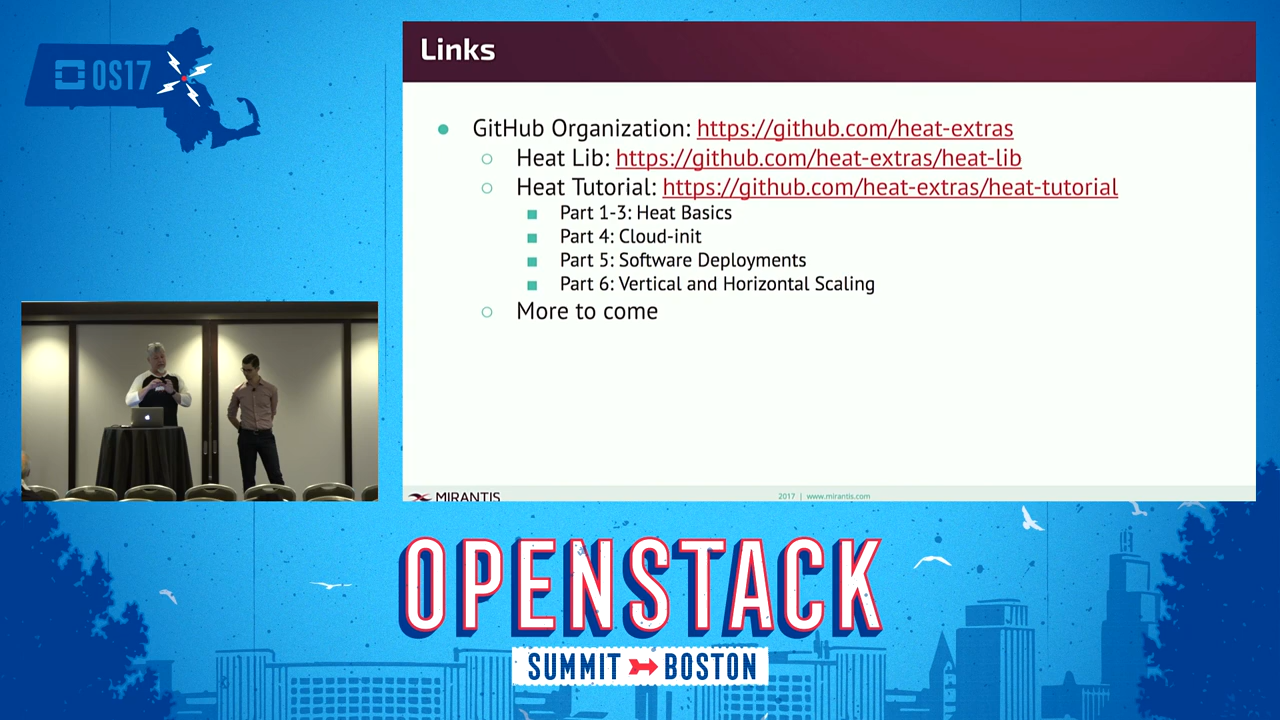 OS17
Links
GitHub Organization: https://github.com/heat-extras
Heat Lib: https://github.com/heat-extras/heat-lib
Heat Tutorial: https://github.com/heat-extras/heat-tutorial
Part 1-3: Heat Basics
Part 4: Cloud-init
Part 5: Software Deployments
Part 6: Vertical and Horizontal Scaling
More to come
MIRANTIS
2017 | www.mirantis.com
OPENSTACK
SUMMIT BOSTON